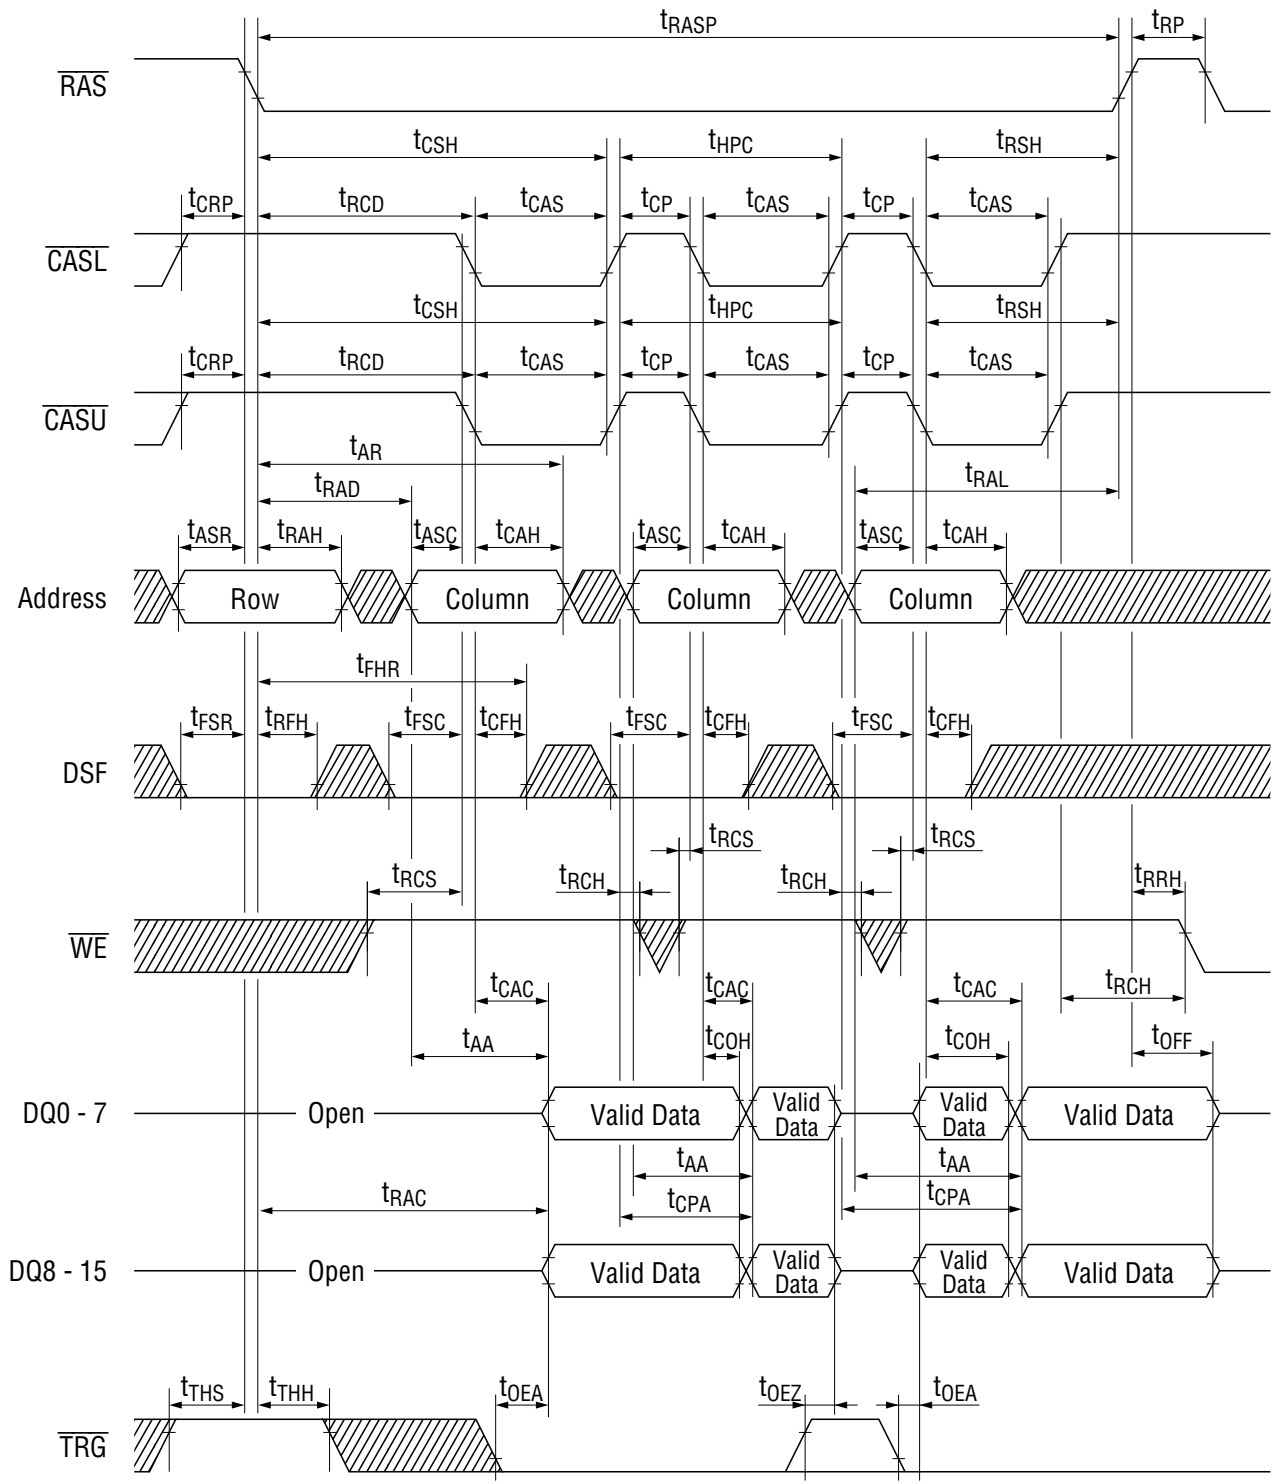 tRASP tRP
RAS
tCSH tHPC tRSH
tCRP tRCD tCAS tCP tCAS tCP tCAS
CASL
tCSH tHPC tRSH
tCRP tRCD tCAS tCP tCAS tCP tCAS
CASU
tAR
tRAD tRAL
tASR tRAH tASC tCAH tASC tCAH tASC tCAH
Address Row Column Column Column
tFHR
tFSR tRFH tFSC tCFH tFSC tCFH tFSC tCFH
DSF
tRCS tRCS
tRCS tRCH tRCH tRRH
WE
tCAC tCAC tCAC tRCH
tAA tCOH tCOH tOFF
DQ0 - 7 Open Valid Data Valid Data Valid Data Valid Data
tAA tAA
tRAC tCPA tCPA
DQ8 - 15 Open Valid Data Valid Data Valid Data Valid Data
tTHS tTHH tOEA tOEZ tOEA
TRG